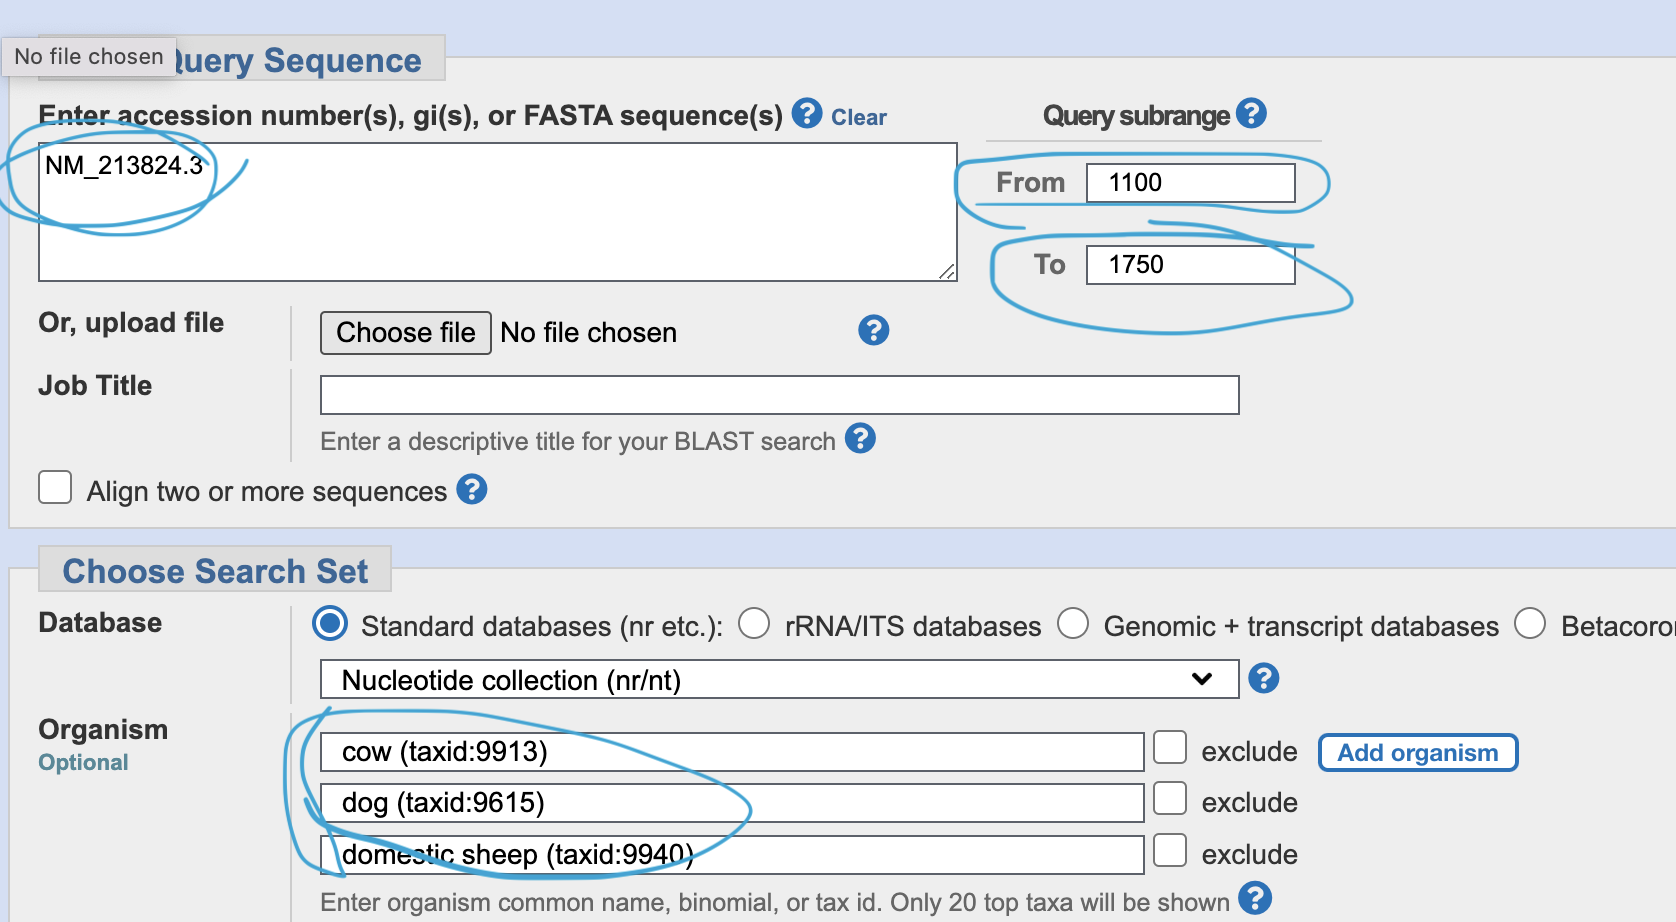 No file chosen
Query Sequence
Enter accession number(s), gi(s), or FASTA sequence(s) ? Clear
Query subrange ?
NM_213824.3
From 1100
To 1750
Or, upload file Choose file No file chosen ?
Job Title
Enter a descriptive title for your BLAST search ?
Align two or more sequences ?
Choose Search Set
Database Standard databases (nr etc.): rRNA/ITS databases Genomic + transcript databases Betacoro
Nucleotide collection (nr/nt) ?
Organism
Optional
cow (taxid:9913) exclude Add organism
dog (taxid:9615) exclude
domestic sheep (taxid:9940) exclude
Enter organism common name, binomial, or tax id. Only 20 top taxa will be shown ?